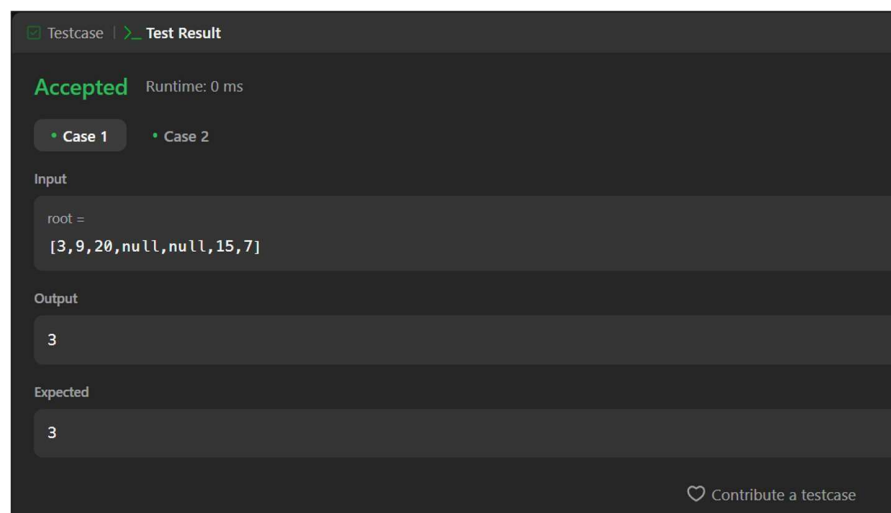 Testcase | >_ Test Result
Accepted Runtime: 0 ms
• Case 1 • Case 2
Input
root =
[3,9,20,null,null,15,7]
Output
3
Expected
3
Contribute a testcase